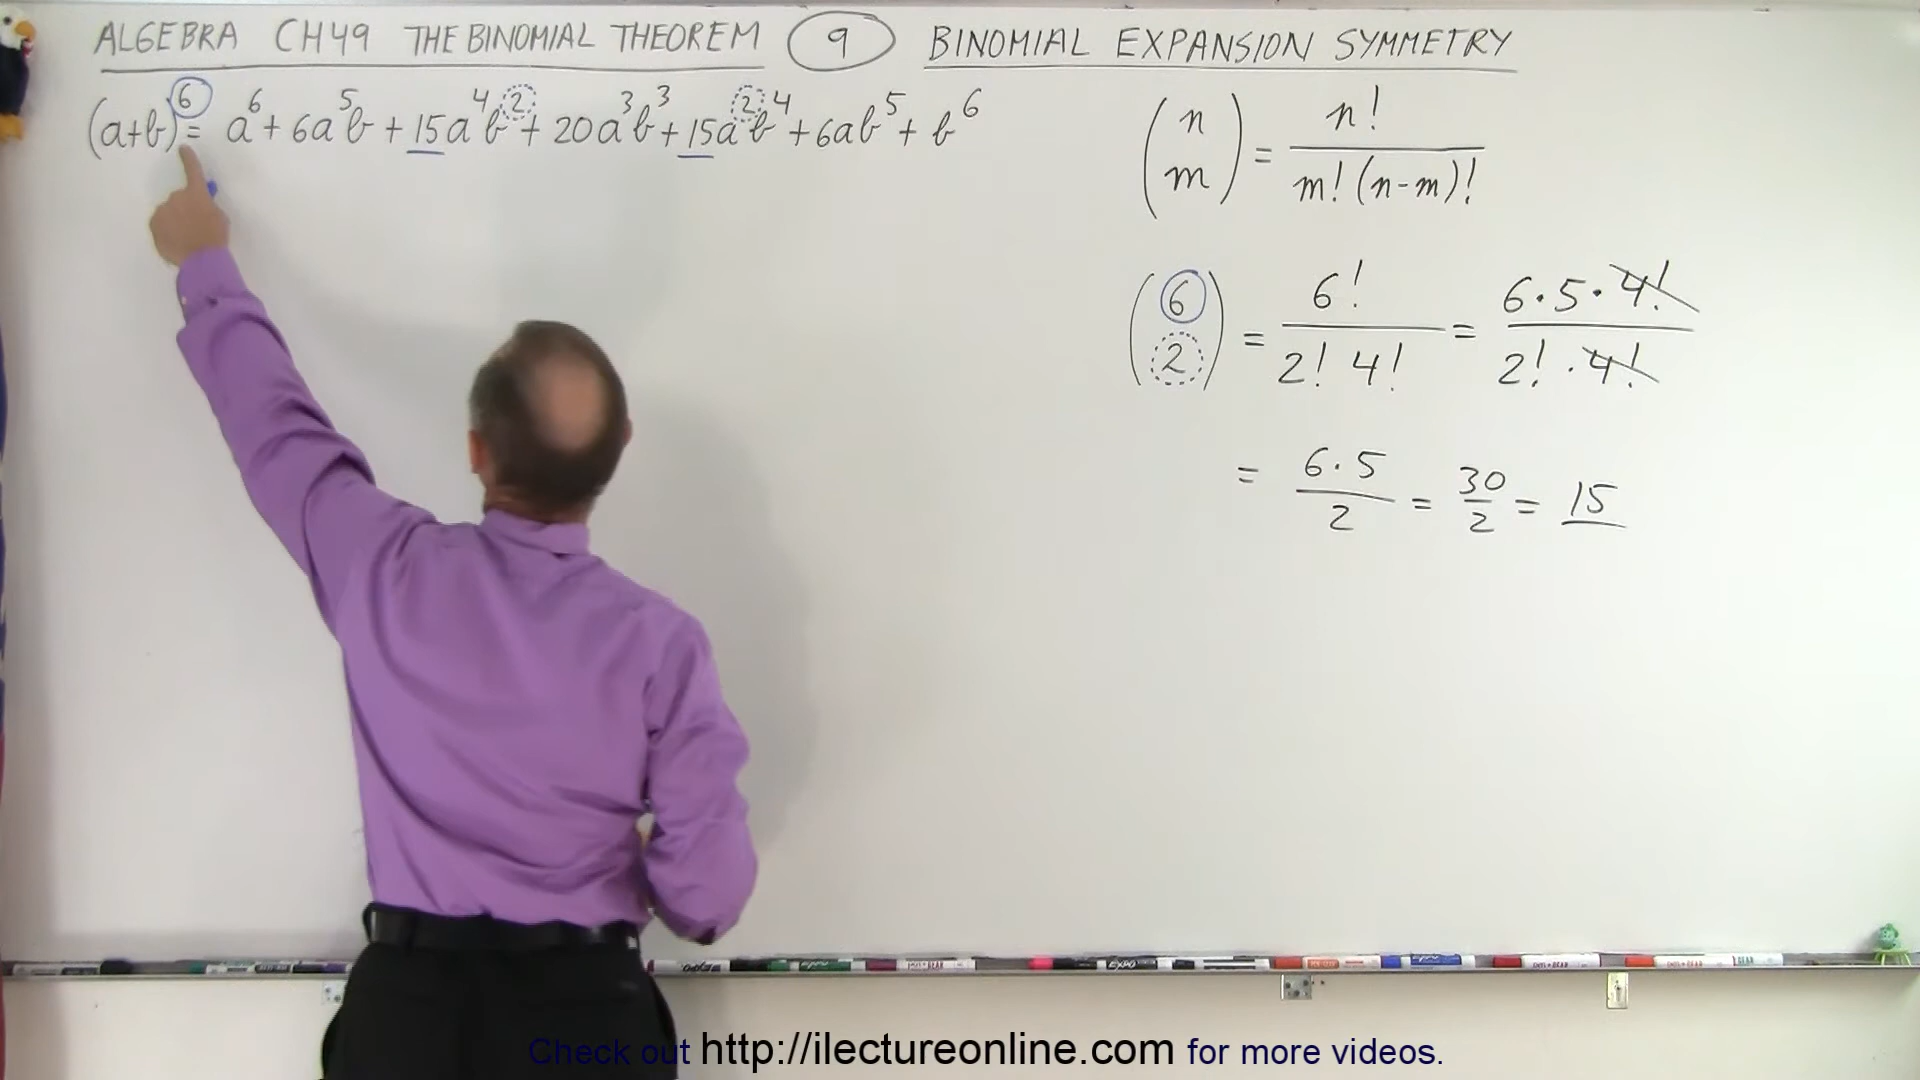 ALGEBRA CH49 THE BINOMIAL THEOREM 9 BINOMIAL EXPANSION SYMMETRY
(a+b)⁶ = a⁶ + 6a⁵b + 15a⁴b² + 20a³b³ + 15a²b⁴ + 6ab⁵ + b⁶
(n m) = n! / m!(n-m)!
(6 2) = 6! / 2! 4! = 6·5·4! / 2!·4!
= 6·5 / 2 = 30 / 2 = 15
Check out http://ilectureonline.com for more videos.